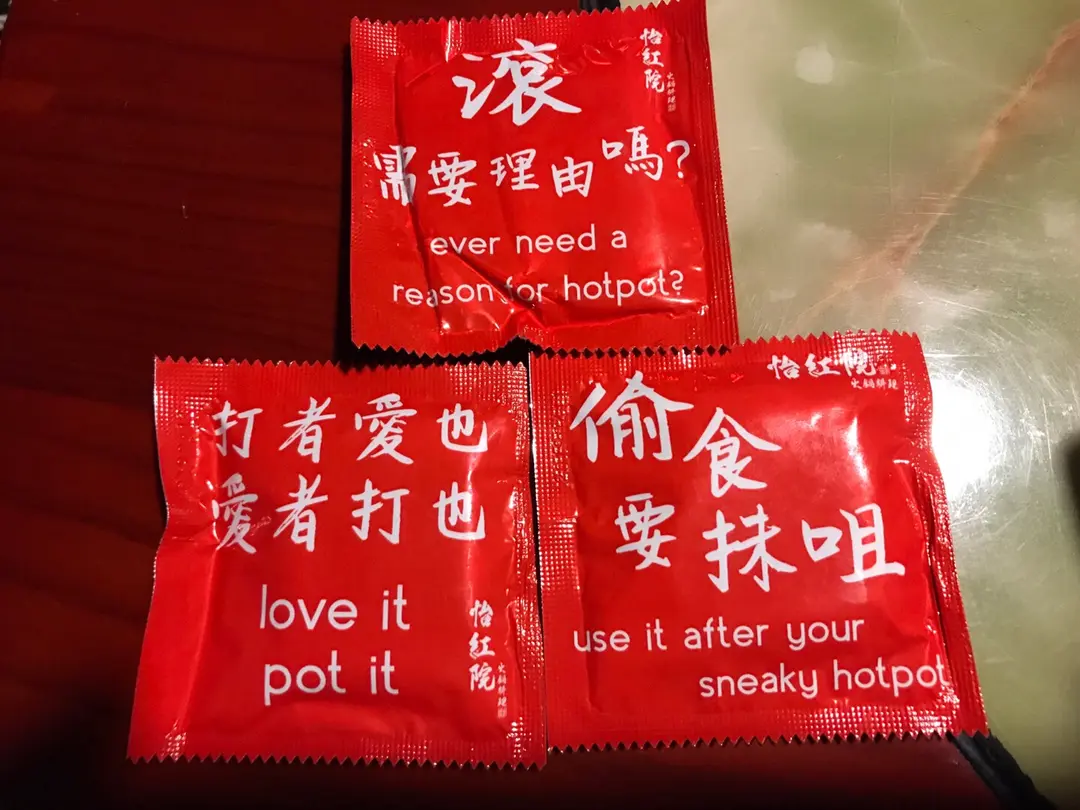 滾
需要理由嗎?
ever need a
reason for hotpot?
怡紅院
打者愛也
愛者打也
love it
pot it
怡紅院
怡紅院
偷食
要抹咀
use it after your
sneaky hotpot